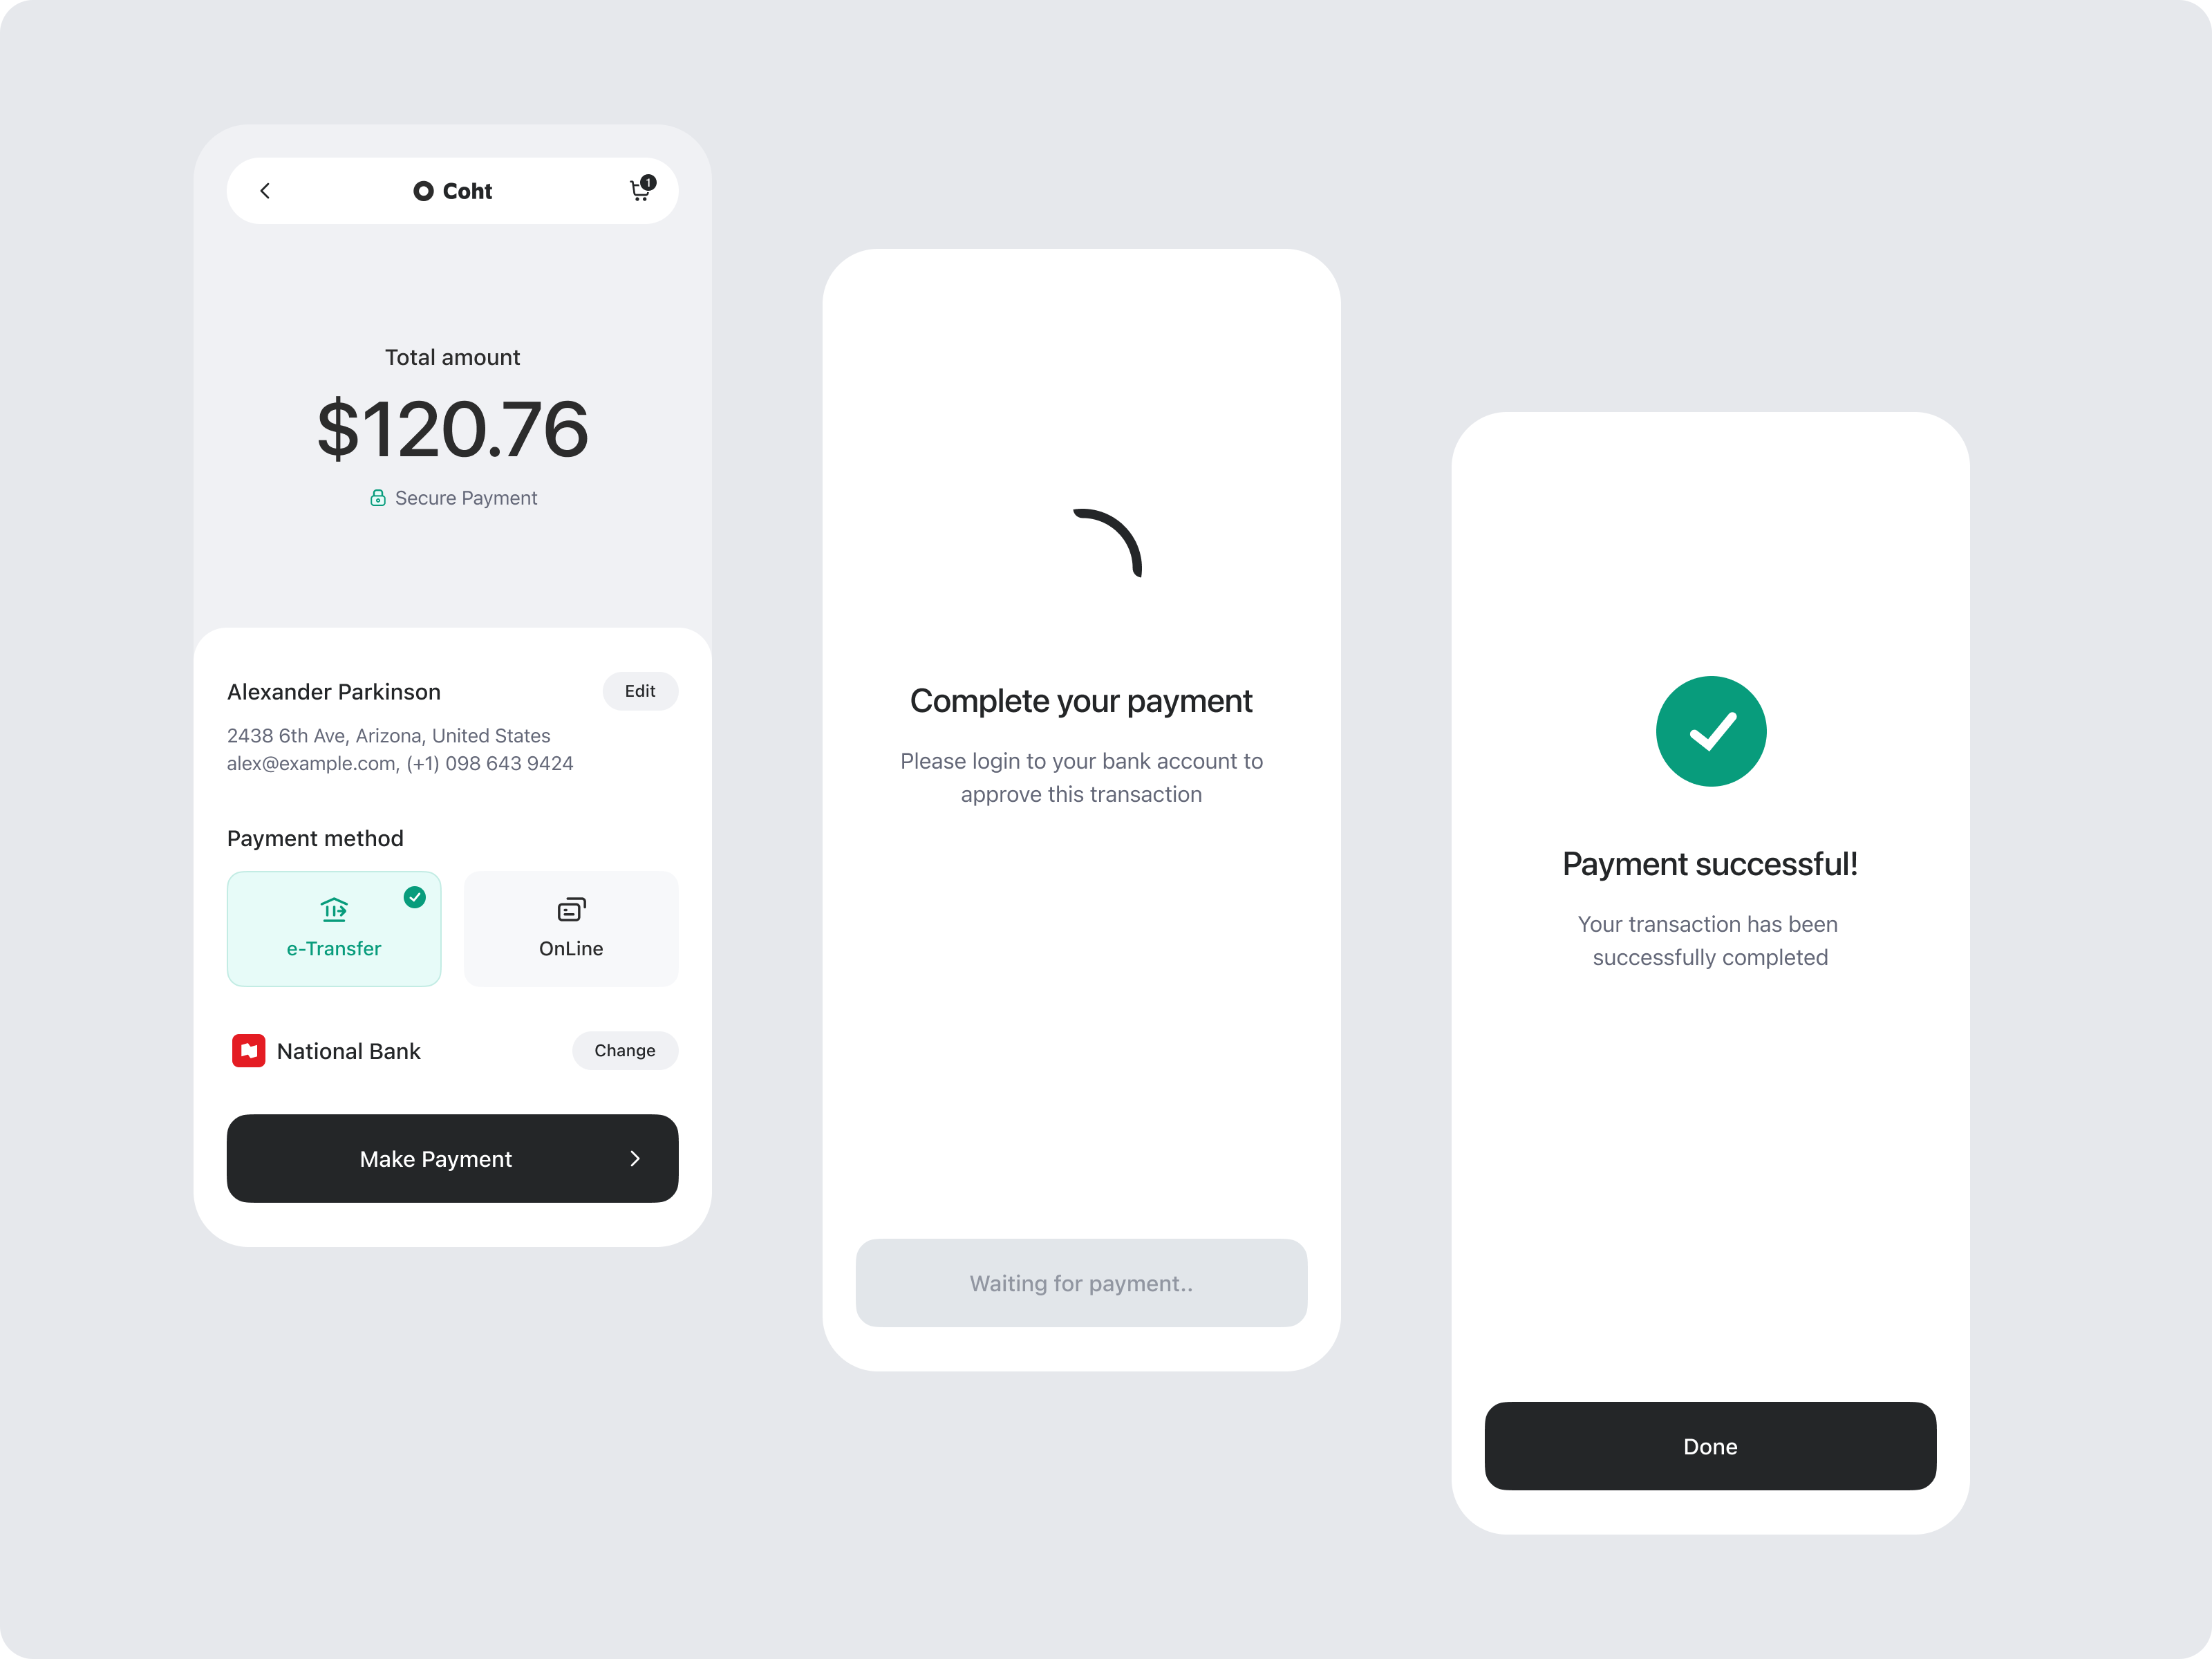 Coht
1
Total amount
$120.76
Secure Payment
Alexander Parkinson
Edit
2438 6th Ave, Arizona, United States
alex@example.com, (+1) 098 643 9424
Payment method
e-Transfer
OnLine
National Bank
Change
Make Payment
Complete your payment
Please login to your bank account to
approve this transaction
Waiting for payment..
Payment successful!
Your transaction has been
successfully completed
Done